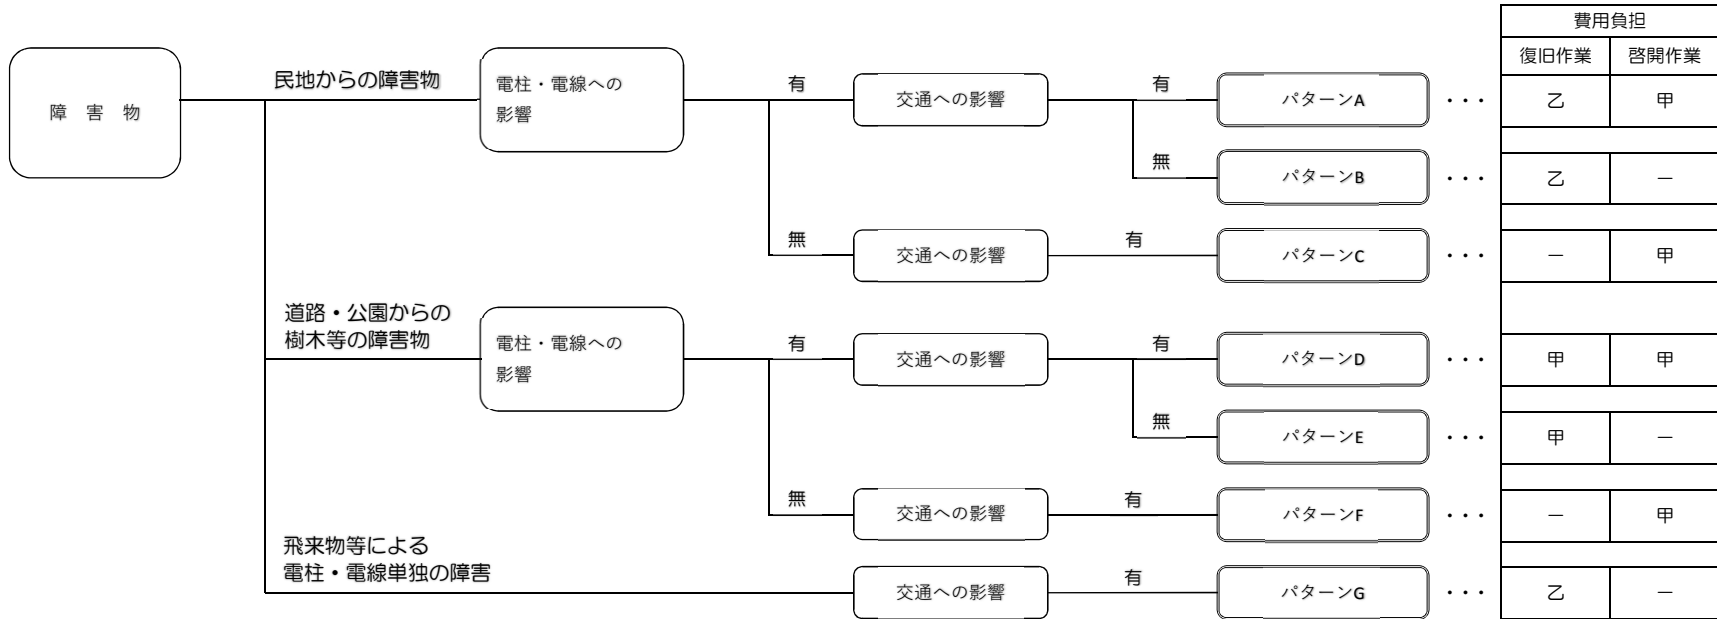 費用負担
復旧作業 啓開作業
障 害 物
民地からの障害物
電柱・電線への
影響
有
交通への影響
有
パターンA
・・・
乙 甲
無
パターンB
・・・
乙 ー
無
交通への影響
有
パターンC
・・・
ー 甲
道路・公園からの
樹木等の障害物
電柱・電線への
影響
有
交通への影響
有
パターンD
・・・
甲 甲
無
パターンE
・・・
甲 ー
無
交通への影響
有
パターンF
・・・
ー 甲
飛来物等による
電柱・電線単独の障害
交通への影響
有
パターンG
・・・
乙 ー